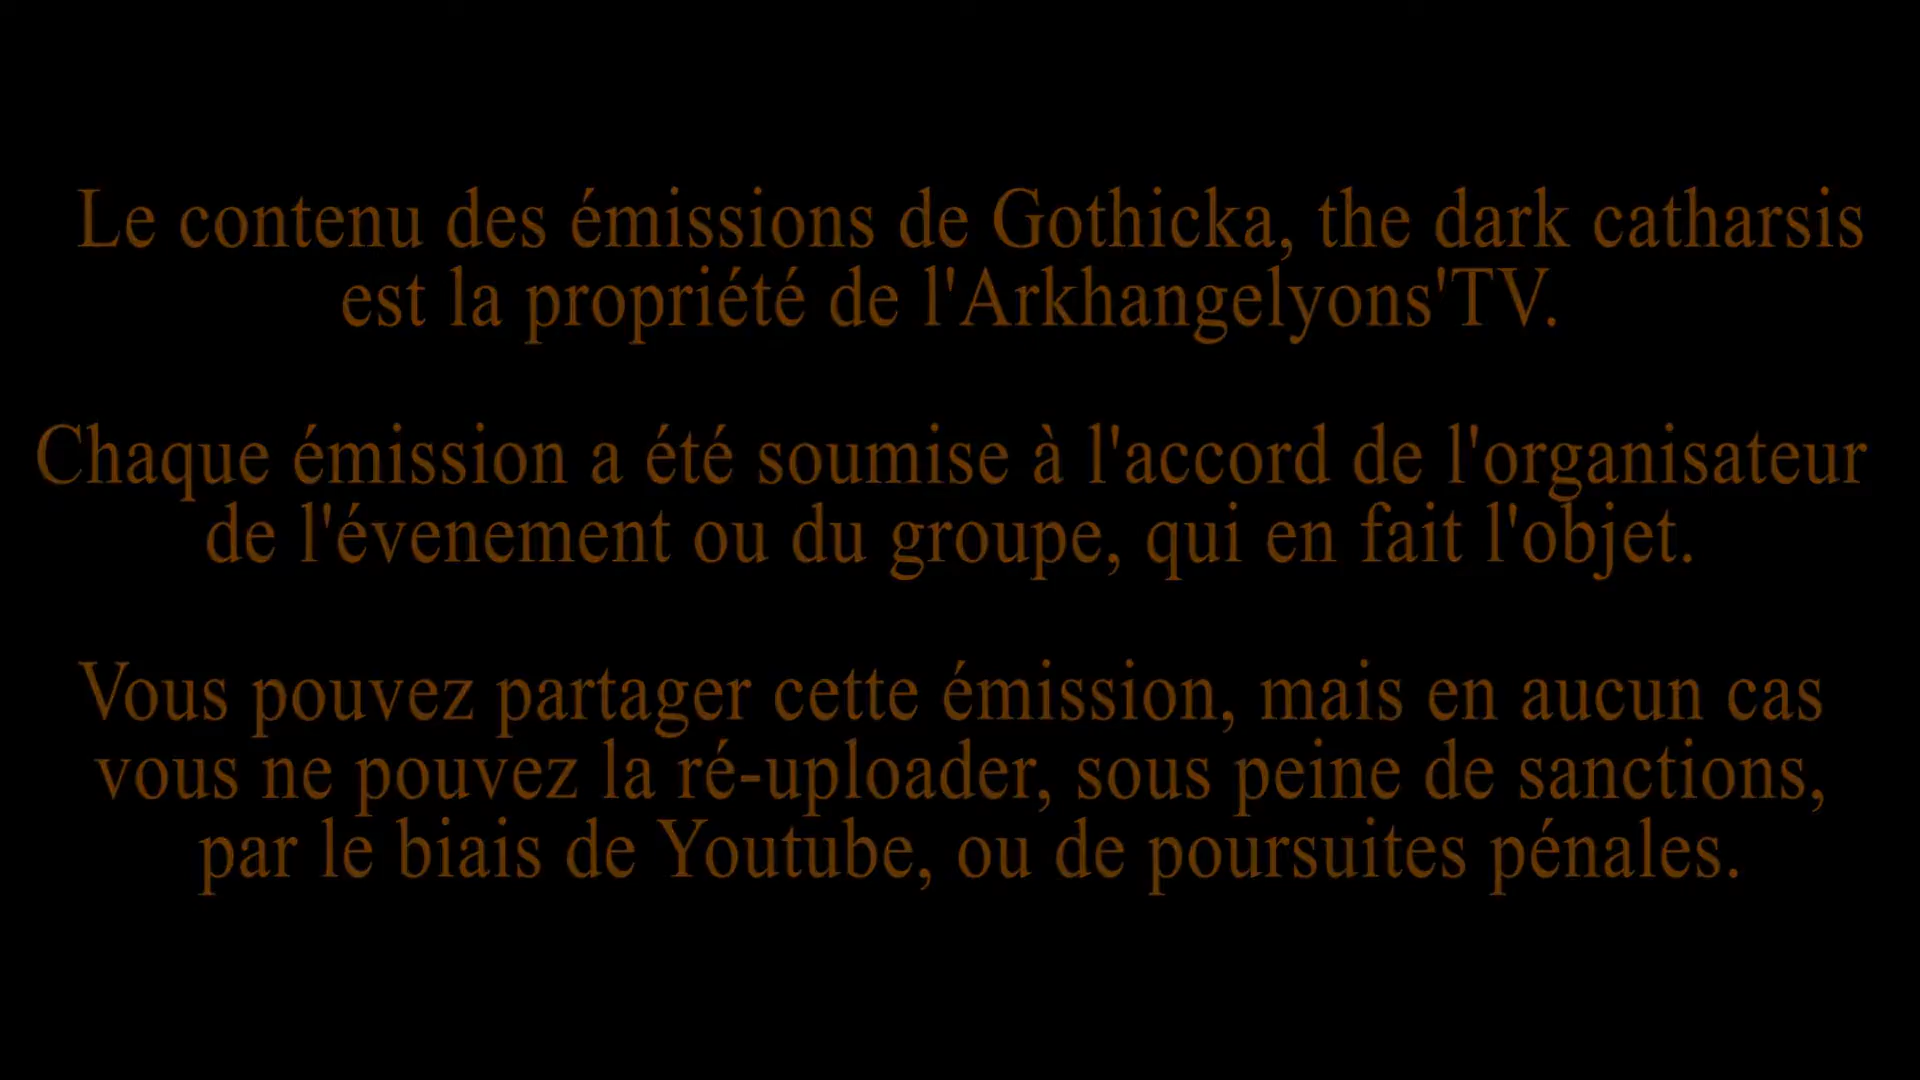 Le contenu des émissions de Gothicka, the dark catharsis
est la propriété de l'Arkhangelyons'TV.
Chaque émission a été soumise à l'accord de l'organisateur
de l'évenement ou du groupe, qui en fait l'objet.
Vous pouvez partager cette émission, mais en aucun cas
vous ne pouvez la ré-uploader, sous peine de sanctions,
par le biais de Youtube, ou de poursuites pénales.